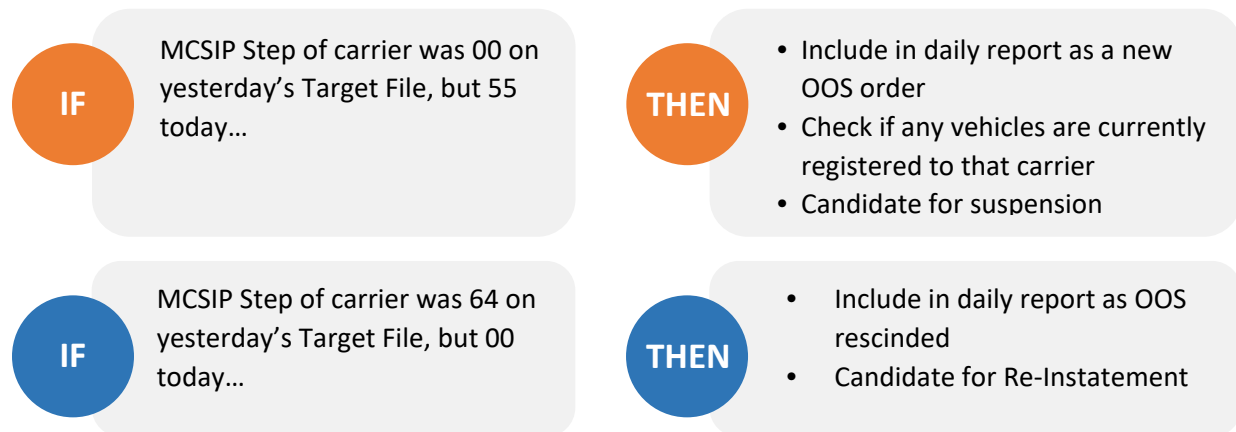 IF
MCSIP Step of carrier was 00 on
yesterday’s Target File, but 55
today…
THEN
• Include in daily report as a new
OOS order
• Check if any vehicles are currently
registered to that carrier
• Candidate for suspension
IF
MCSIP Step of carrier was 64 on
yesterday’s Target File, but 00
today…
THEN
• Include in daily report as OOS
rescinded
• Candidate for Re-Instatement